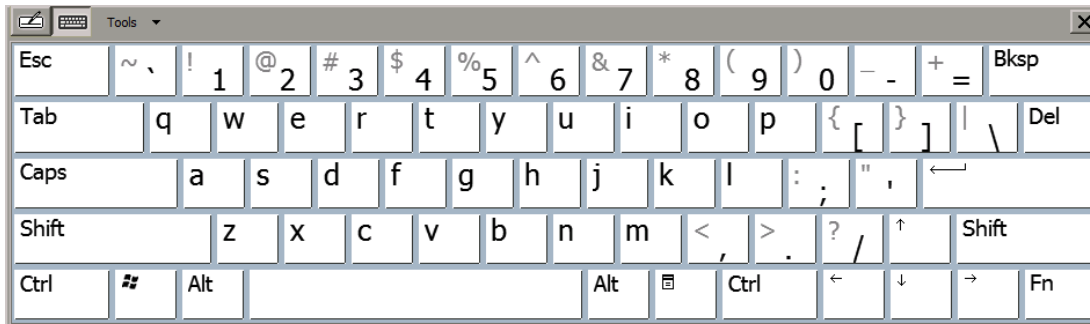 Tools
Esc ~ ` ! 1 @ 2 # 3 $ 4 % 5 ^ 6 & 7 * 8 ( 9 ) 0 _ - + = Bksp
Tab q w e r t y u i o p { [ } ] | \ Del
Caps a s d f g h j k l : ; " ' ←
Shift z x c v b n m < , > . ? / ↑ Shift
Ctrl Alt Alt Ctrl ← ↓ → Fn